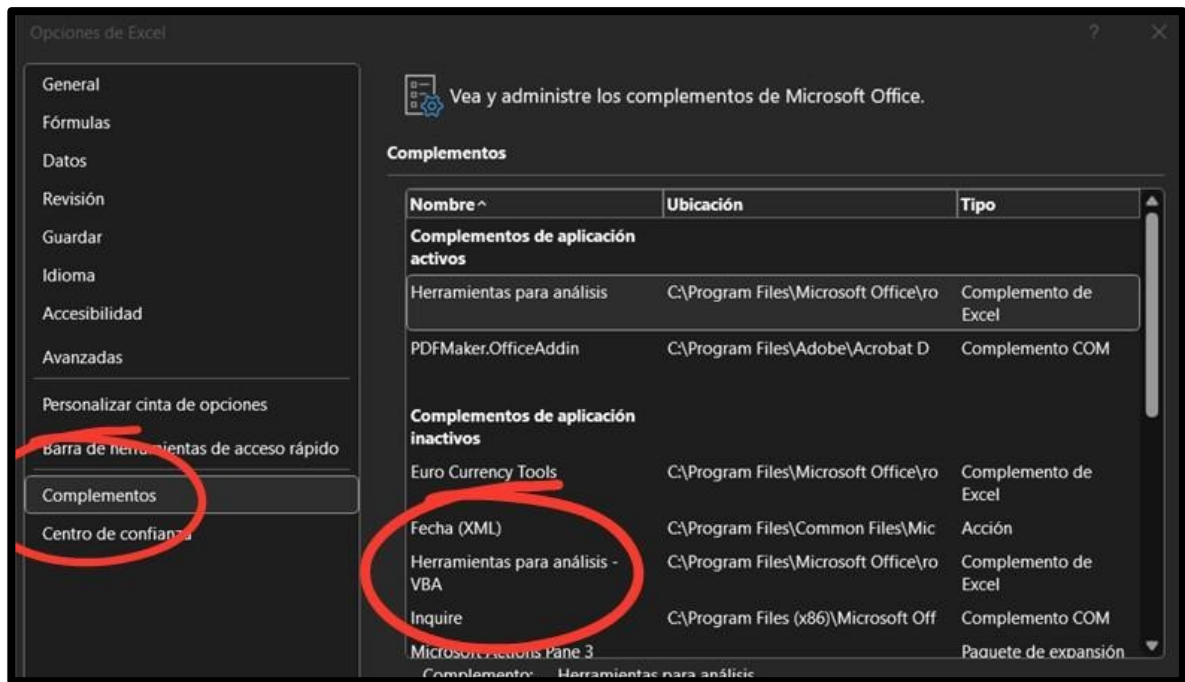 Opciones de Excel
?
General
Fórmulas
Datos
Revisión
Guardar
Idioma
Accesibilidad
Avanzadas
Personalizar cinta de opciones
Barra de herramientas de acceso rápido
Complementos
Centro de confianza
Vea y administre los complementos de Microsoft Office.
Complementos
Nombre Ubicación Tipo
Complementos de aplicación
activos
Herramientas para análisis C:\Program Files\Microsoft Office\ro Complemento de
Excel
PDFMaker.OfficeAddin C:\Program Files\Adobe\Acrobat D Complemento COM
Complementos de aplicación
inactivos
Euro Currency Tools C:\Program Files\Microsoft Office\ro Complemento de
Excel
Fecha (XML) C:\Program Files\Common Files\Mic Acción
Herramientas para análisis - C:\Program Files\Microsoft Office\ro Complemento de
VBA Excel
Inquire C:\Program Files (x86)\Microsoft Off Complemento COM
Microsoft Actions Pane 3 Paquete de expansión
Complemento: Herramientas para análisis